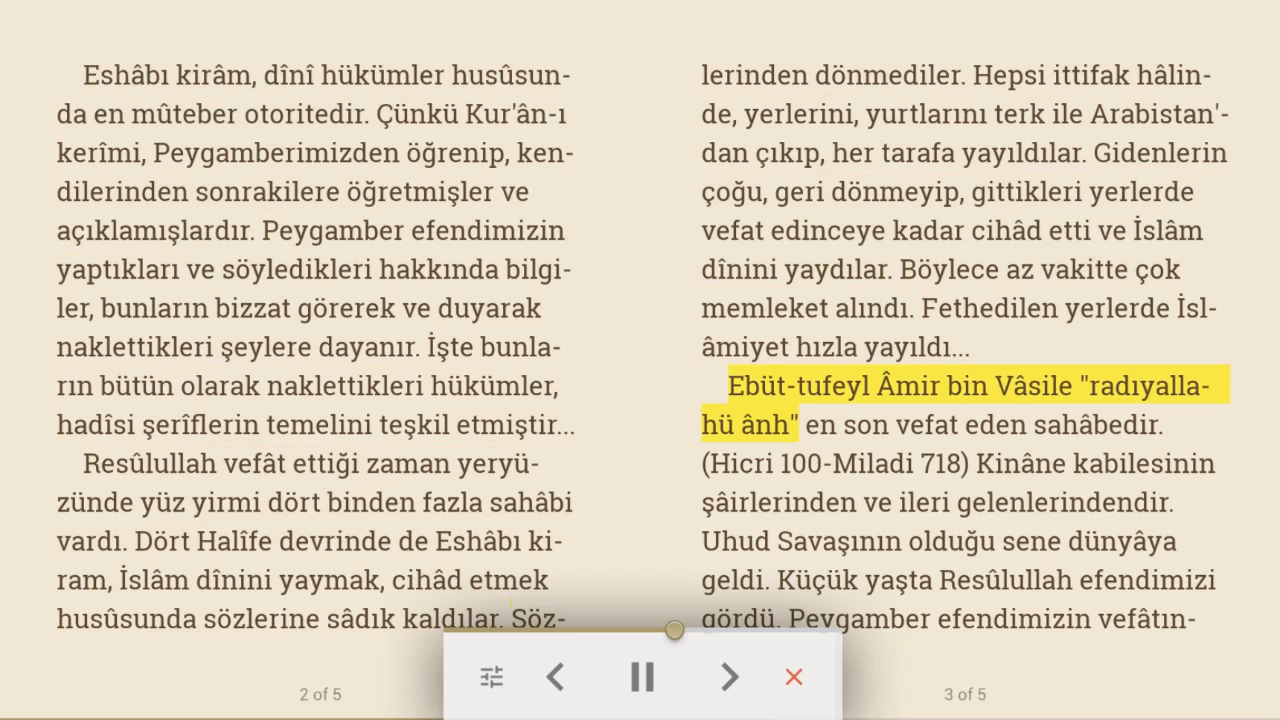 Eshâbı kirâm, dînî hükümler husûsun-
da en mûteber otoritedir. Çünkü Kur'ân-ı
kerîmi, Peygamberimizden öğrenip, ken-
dilerinden sonrakilere öğretmişler ve
açıklamışlardır. Peygamber efendimizin
yaptıkları ve söyledikleri hakkında bilgi-
ler, bunların bizzat görerek ve duyarak
naklettikleri şeylere dayanır. İşte bunla-
rın bütün olarak naklettikleri hükümler,
hadîsi şerîflerin temelini teşkil etmiştir...
Resûlullah vefât ettiği zaman yeryü-
zünde yüz yirmi dört binden fazla sahâbi
vardı. Dört Halîfe devrinde de Eshâbı ki-
ram, İslâm dînini yaymak, cihâd etmek
husûsunda sözlerine sâdık kaldılar. Söz-
2 of 5
lerinden dönmediler. Hepsi ittifak hâlin-
de, yerlerini, yurtlarını terk ile Arabistan'-
dan çıkıp, her tarafa yayıldılar. Gidenlerin
çoğu, geri dönmeyip, gittikleri yerlerde
vefat edinceye kadar cihâd etti ve İslâm
dînini yaydılar. Böylece az vakitte çok
memleket alındı. Fethedilen yerlerde İsl-
âmiyet hızla yayıldı...
Ebüt-tufeyl Âmir bin Vâsile "radıyalla-
hü ânh" en son vefat eden sahâbedir.
(Hicri 100-Miladi 718) Kinâne kabilesinin
şâirlerinden ve ileri gelenlerindendir.
Uhud Savaşının olduğu sene dünyâya
geldi. Küçük yaşta Resûlullah efendimizi
gördü. Peygamber efendimizin vefâtın-
3 of 5